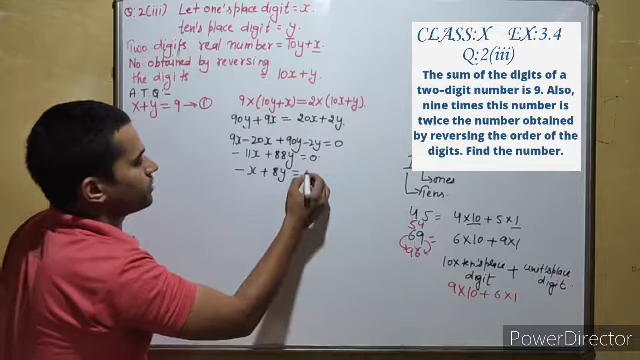 Q:2(iii) Let one's place digit = x.
ten's place digit = y.
Two digits real number = 10y+x.
No obtained by reversing
the digits = 10x+y.
A T Q =
x+y = 9 → ①
9×(10y+x) = 2×(10x+y).
90y + 9x = 20x+2y.
9x-20x + 90y-2y = 0
- 11x + 88y = 0.
- x + 8y =
CLASS:X EX:3.4
Q:2(iii)
The sum of the digits of a
two-digit number is 9. Also,
nine times this number is
twice the number obtained
by reversing the order of the
digits. Find the number.
ones
Tens
45 = 4×10 + 5×1
54
69 = 6×10 + 9×1
96
10×ten's place digit + unit's place digit.
9×10 + 6×1
POWERED BY
PowerDirector